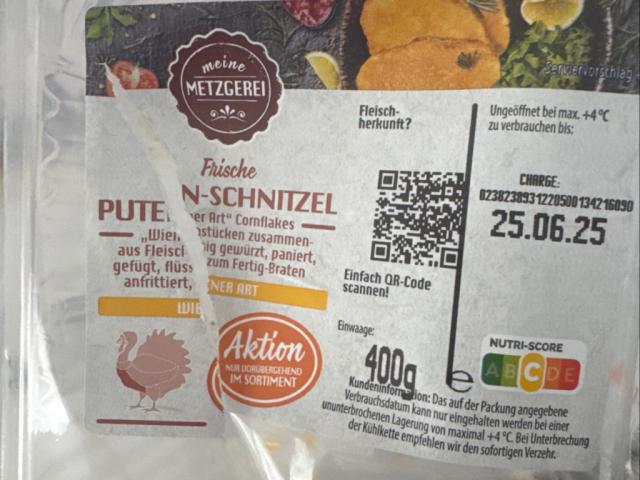 Serviervorschlag
meine
METZGEREI
Fleisch-
herkunft?
Ungeöffnet bei max. +4 °C
zu verbrauchen bis:
CHARGE:
25.06.25
Frische
PUTE N-SCHNITZEL
„Wien ner Art“ Cornflakes
aus Fleisch stücken zusammen-
gefügt, flüss ig gewürzt, paniert,
anfrittiert, zum Fertig-Braten
WIE NER ART
Einfach QR-Code
scannen!
Aktion
NUR VORÜBERGEHEND
IM SORTIMENT
Einwaage:
400g e
NUTRI-SCORE
A B C D E
Kundeninformation: Das auf der Packung angegebene
Verbrauchsdatum kann nur eingehalten werden bei einer
ununterbrochenen Lagerung von maximal +4 °C. Bei Unterbrechung
der Kühlkette empfehlen wir den sofortigen Verzehr.